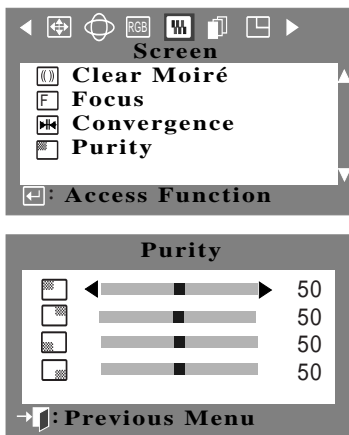 RGB
Screen
Clear Moiré
F Focus
Convergence
Purity
: Access Function
Purity
50
50
50
50
: Previous Menu